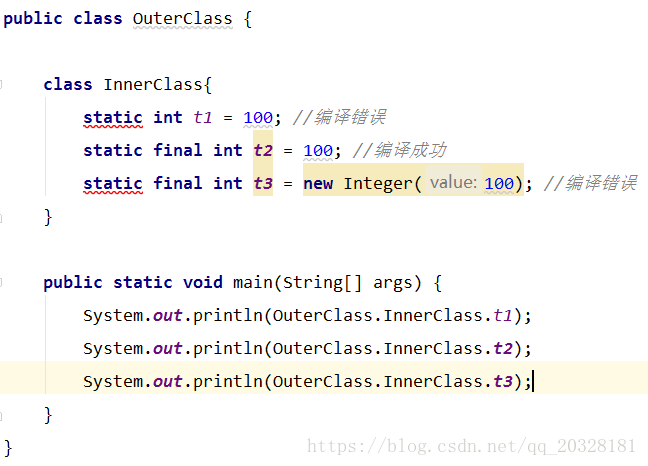 public class OuterClass {
class InnerClass{
static int t1 = 100; //编译错误
static final int t2 = 100; //编译成功
static final int t3 = new Integer( value: 100); //编译错误
}
public static void main(String[] args) {
System.out.println(OuterClass.InnerClass.t1);
System.out.println(OuterClass.InnerClass.t2);
System.out.println(OuterClass.InnerClass.t3);
}
}
https://blog.csdn.net/qq_20328181